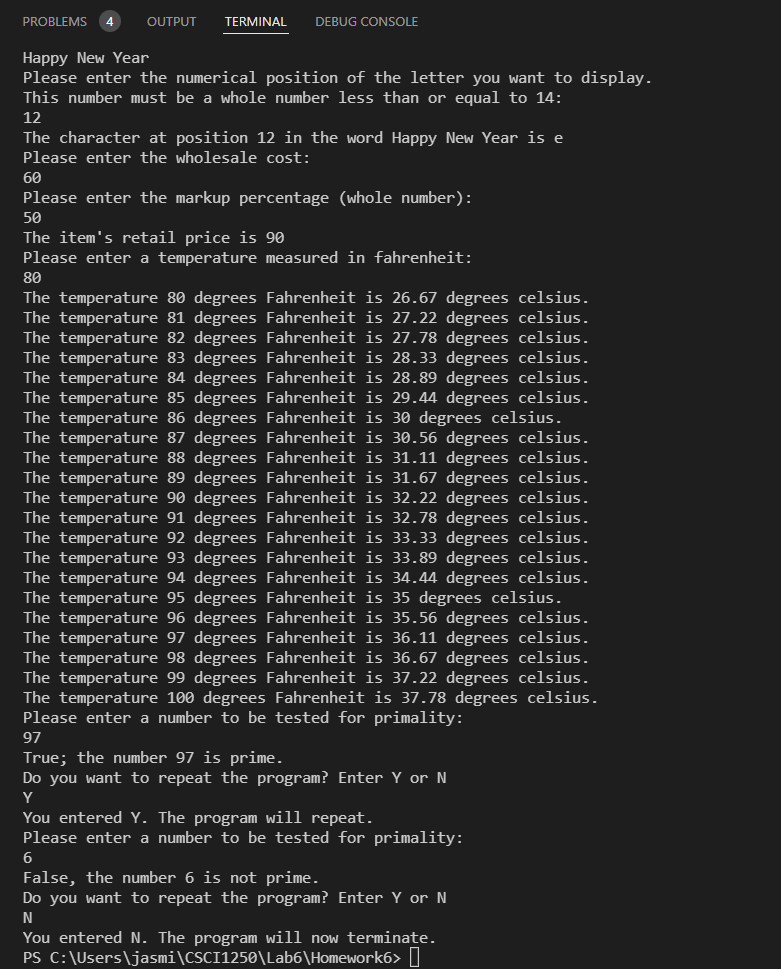 PROBLEMS 4 OUTPUT TERMINAL DEBUG CONSOLE
Happy New Year
Please enter the numerical position of the letter you want to display.
This number must be a whole number less than or equal to 14:
12
The character at position 12 in the word Happy New Year is e
Please enter the wholesale cost:
60
Please enter the markup percentage (whole number):
50
The item's retail price is 90
Please enter a temperature measured in fahrenheit:
80
The temperature 80 degrees Fahrenheit is 26.67 degrees celsius.
The temperature 81 degrees Fahrenheit is 27.22 degrees celsius.
The temperature 82 degrees Fahrenheit is 27.78 degrees celsius.
The temperature 83 degrees Fahrenheit is 28.33 degrees celsius.
The temperature 84 degrees Fahrenheit is 28.89 degrees celsius.
The temperature 85 degrees Fahrenheit is 29.44 degrees celsius.
The temperature 86 degrees Fahrenheit is 30 degrees celsius.
The temperature 87 degrees Fahrenheit is 30.56 degrees celsius.
The temperature 88 degrees Fahrenheit is 31.11 degrees celsius.
The temperature 89 degrees Fahrenheit is 31.67 degrees celsius.
The temperature 90 degrees Fahrenheit is 32.22 degrees celsius.
The temperature 91 degrees Fahrenheit is 32.78 degrees celsius.
The temperature 92 degrees Fahrenheit is 33.33 degrees celsius.
The temperature 93 degrees Fahrenheit is 33.89 degrees celsius.
The temperature 94 degrees Fahrenheit is 34.44 degrees celsius.
The temperature 95 degrees Fahrenheit is 35 degrees celsius.
The temperature 96 degrees Fahrenheit is 35.56 degrees celsius.
The temperature 97 degrees Fahrenheit is 36.11 degrees celsius.
The temperature 98 degrees Fahrenheit is 36.67 degrees celsius.
The temperature 99 degrees Fahrenheit is 37.22 degrees celsius.
The temperature 100 degrees Fahrenheit is 37.78 degrees celsius.
Please enter a number to be tested for primality:
97
True; the number 97 is prime.
Do you want to repeat the program? Enter Y or N
Y
You entered Y. The program will repeat.
Please enter a number to be tested for primality:
6
False, the number 6 is not prime.
Do you want to repeat the program? Enter Y or N
N
You entered N. The program will now terminate.
PS C:\Users\jasmi\CSCI1250\Lab6\Homework6>